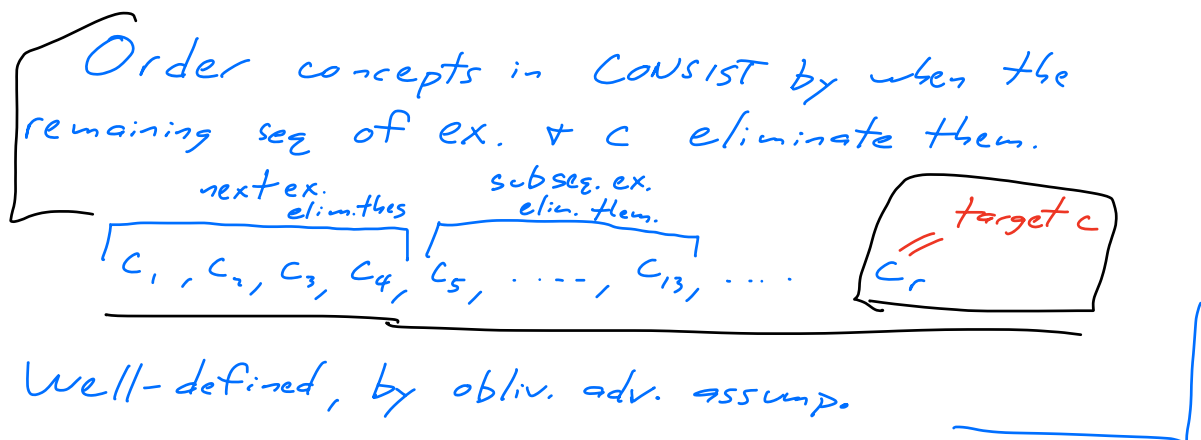 Order concepts in CONSIST by when the
remaining seq of ex. & c eliminate them.
next ex. subseq. ex.
elim. thes elim. them.
target c
C₁, C₂, C₃, C₄, C₅, ...., C₁₃, .... Cᵣ
Well-defined, by obliv. adv. assump.